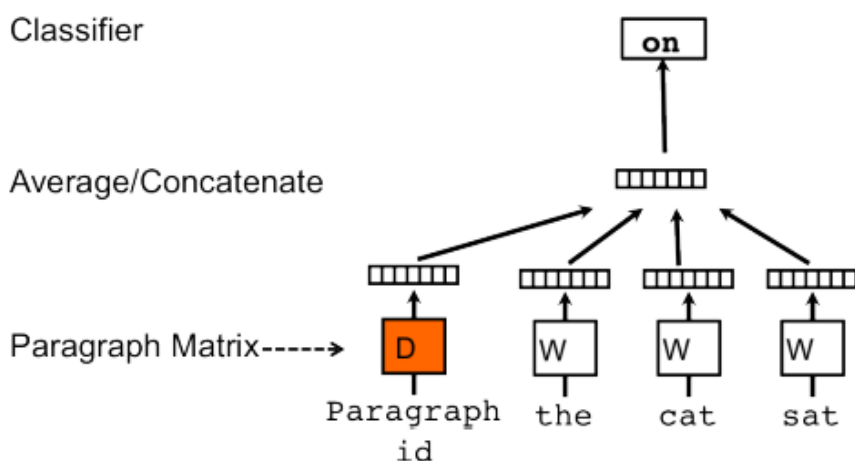 Classifier
on
Average/Concatenate
Paragraph Matrix
D
W
W
W
Paragraph
id
the
cat
sat